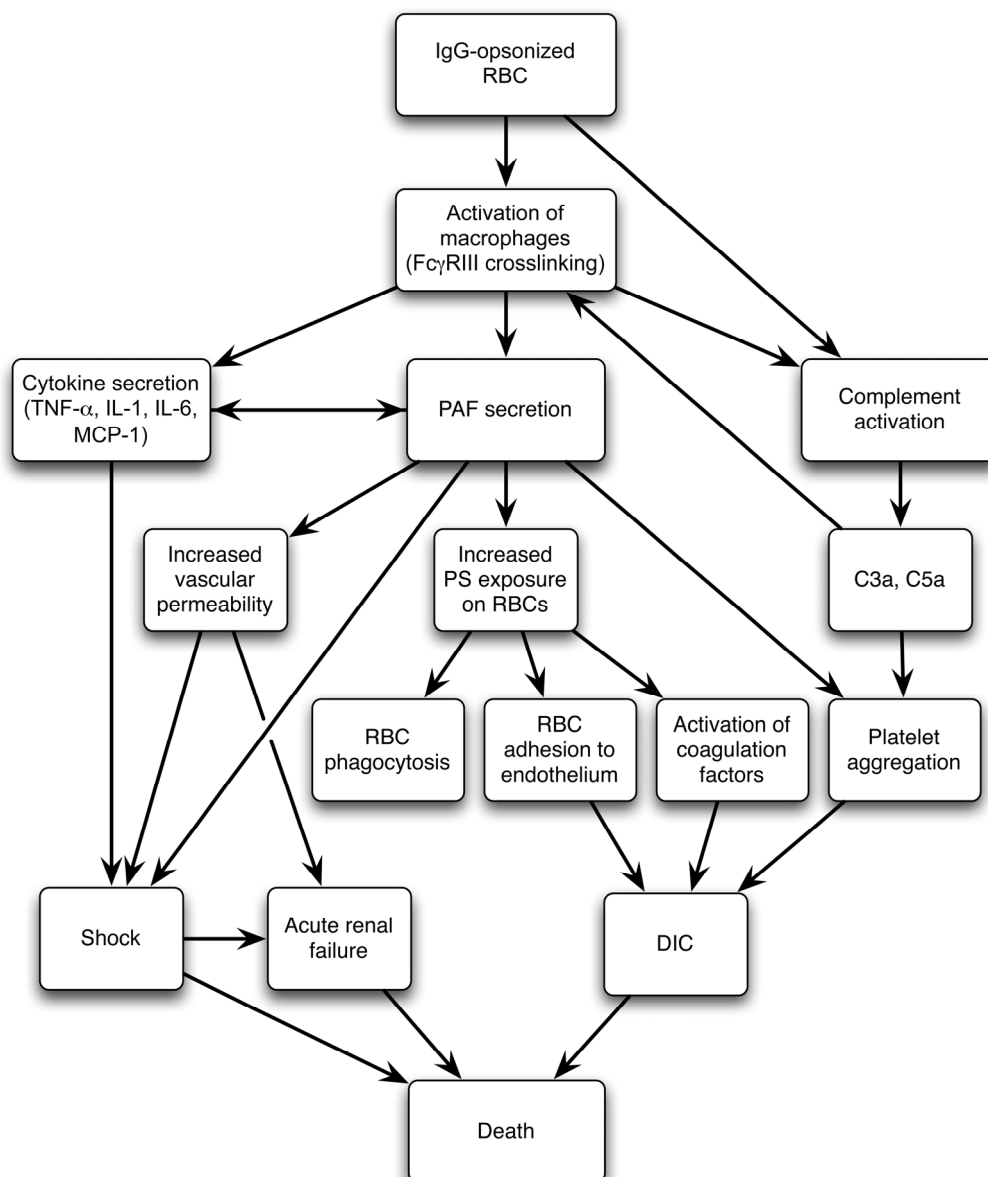 IgG-opsonized
RBC
Activation of
macrophages
(FcγRIII crosslinking)
Cytokine secretion
(TNF-α, IL-1, IL-6,
MCP-1)
PAF secretion
Complement
activation
Increased
vascular
permeability
Increased
PS exposure
on RBCs
C3a, C5a
RBC
phagocytosis
RBC
adhesion to
endothelium
Activation of
coagulation
factors
Platelet
aggregation
Shock
Acute renal
failure
DIC
Death